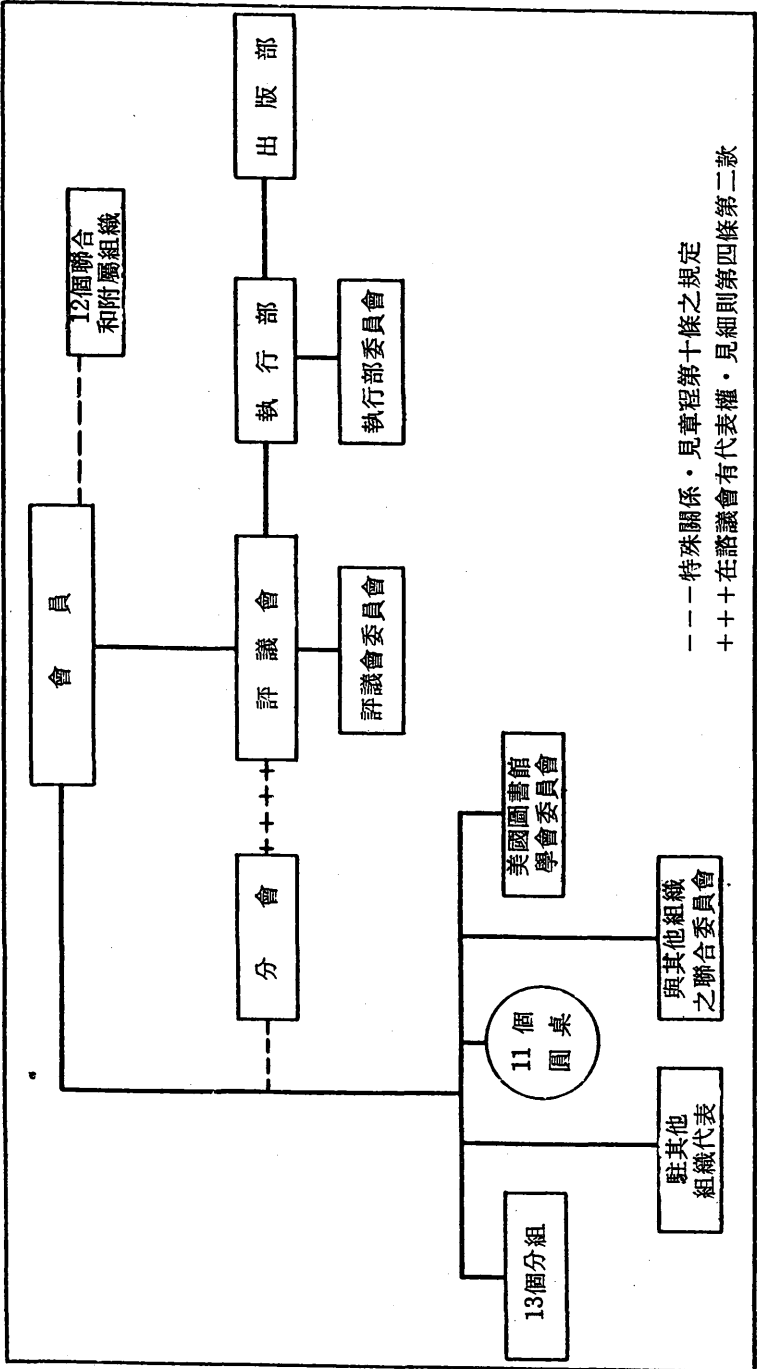 會員
12個聯合
和附屬組織
分會
評議會
執行部
出版部
評議會委員會
執行部委員會
13個分組
駐其他
組織代表
11個
圓桌
與其他組織
之聯合委員會
美國圖書館
學會委員會
---特殊關係·見章程第十條之規定
+++在諮議會有代表權·見細則第四條第二款